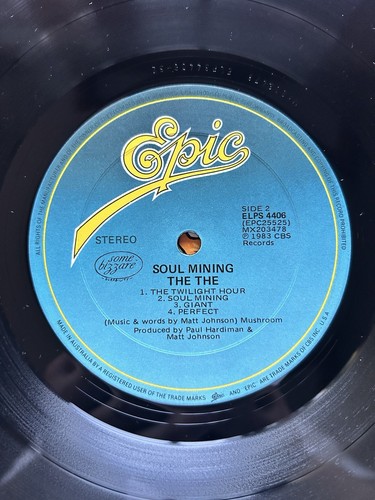 Epic
STEREO
SIDE 2
ELPS 4406
(EPC25525)
MX203478
℗ 1983 CBS
Records
some
bizzare
SOUL MINING
THE THE
1. THE TWILIGHT HOUR
2. SOUL MINING
3. GIANT
4. PERFECT
(Music & words by Matt Johnson) Mushroom
Produced by Paul Hardiman &
Matt Johnson
MADE IN AUSTRALIA BY A REGISTERED USER OF THE TRADE MARKS Epic AND EPIC ARE TRADE MARKS OF CBS INC. U.S.A.
ALL RIGHTS OF THE
RECORD PROHIBITED